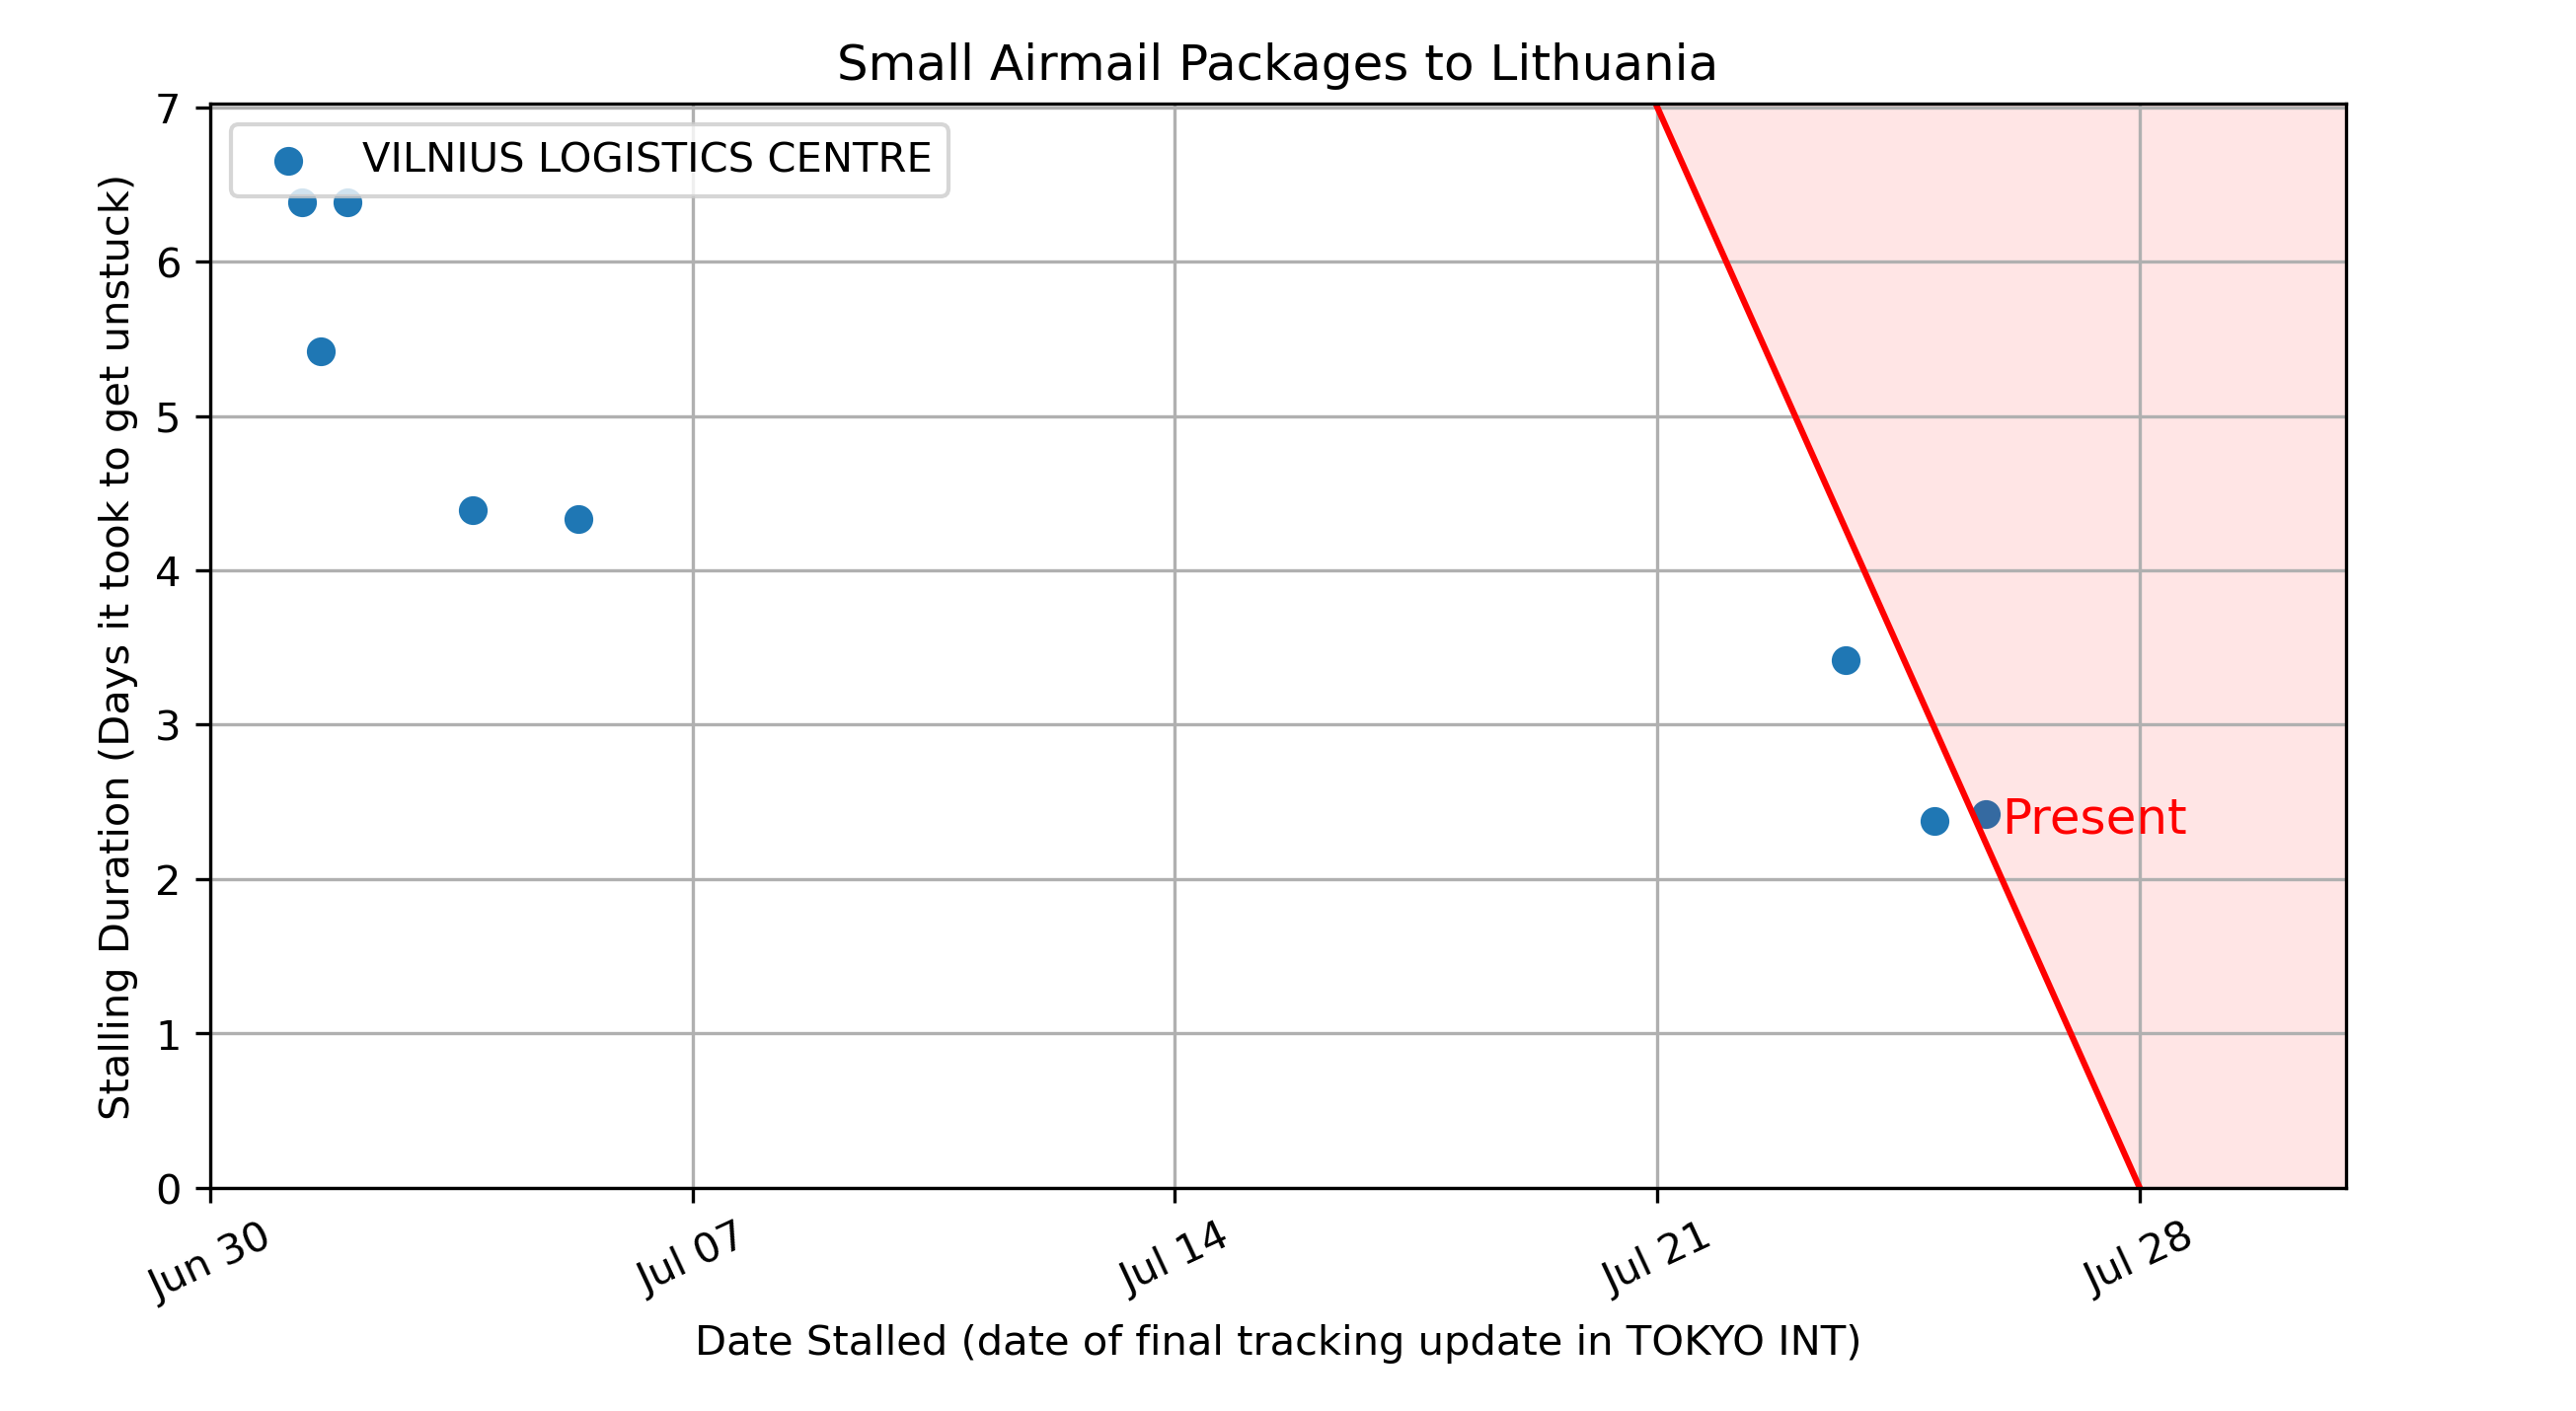 Small Airmail Packages to Lithuania
VILNIUS LOGISTICS CENTRE
Stalling Duration (Days it took to get unstuck)
7
6
5
4
3
2
1
0
Present
Jun 30
Jul 07
Jul 14
Jul 21
Jul 28
Date Stalled (date of final tracking update in TOKYO INT)